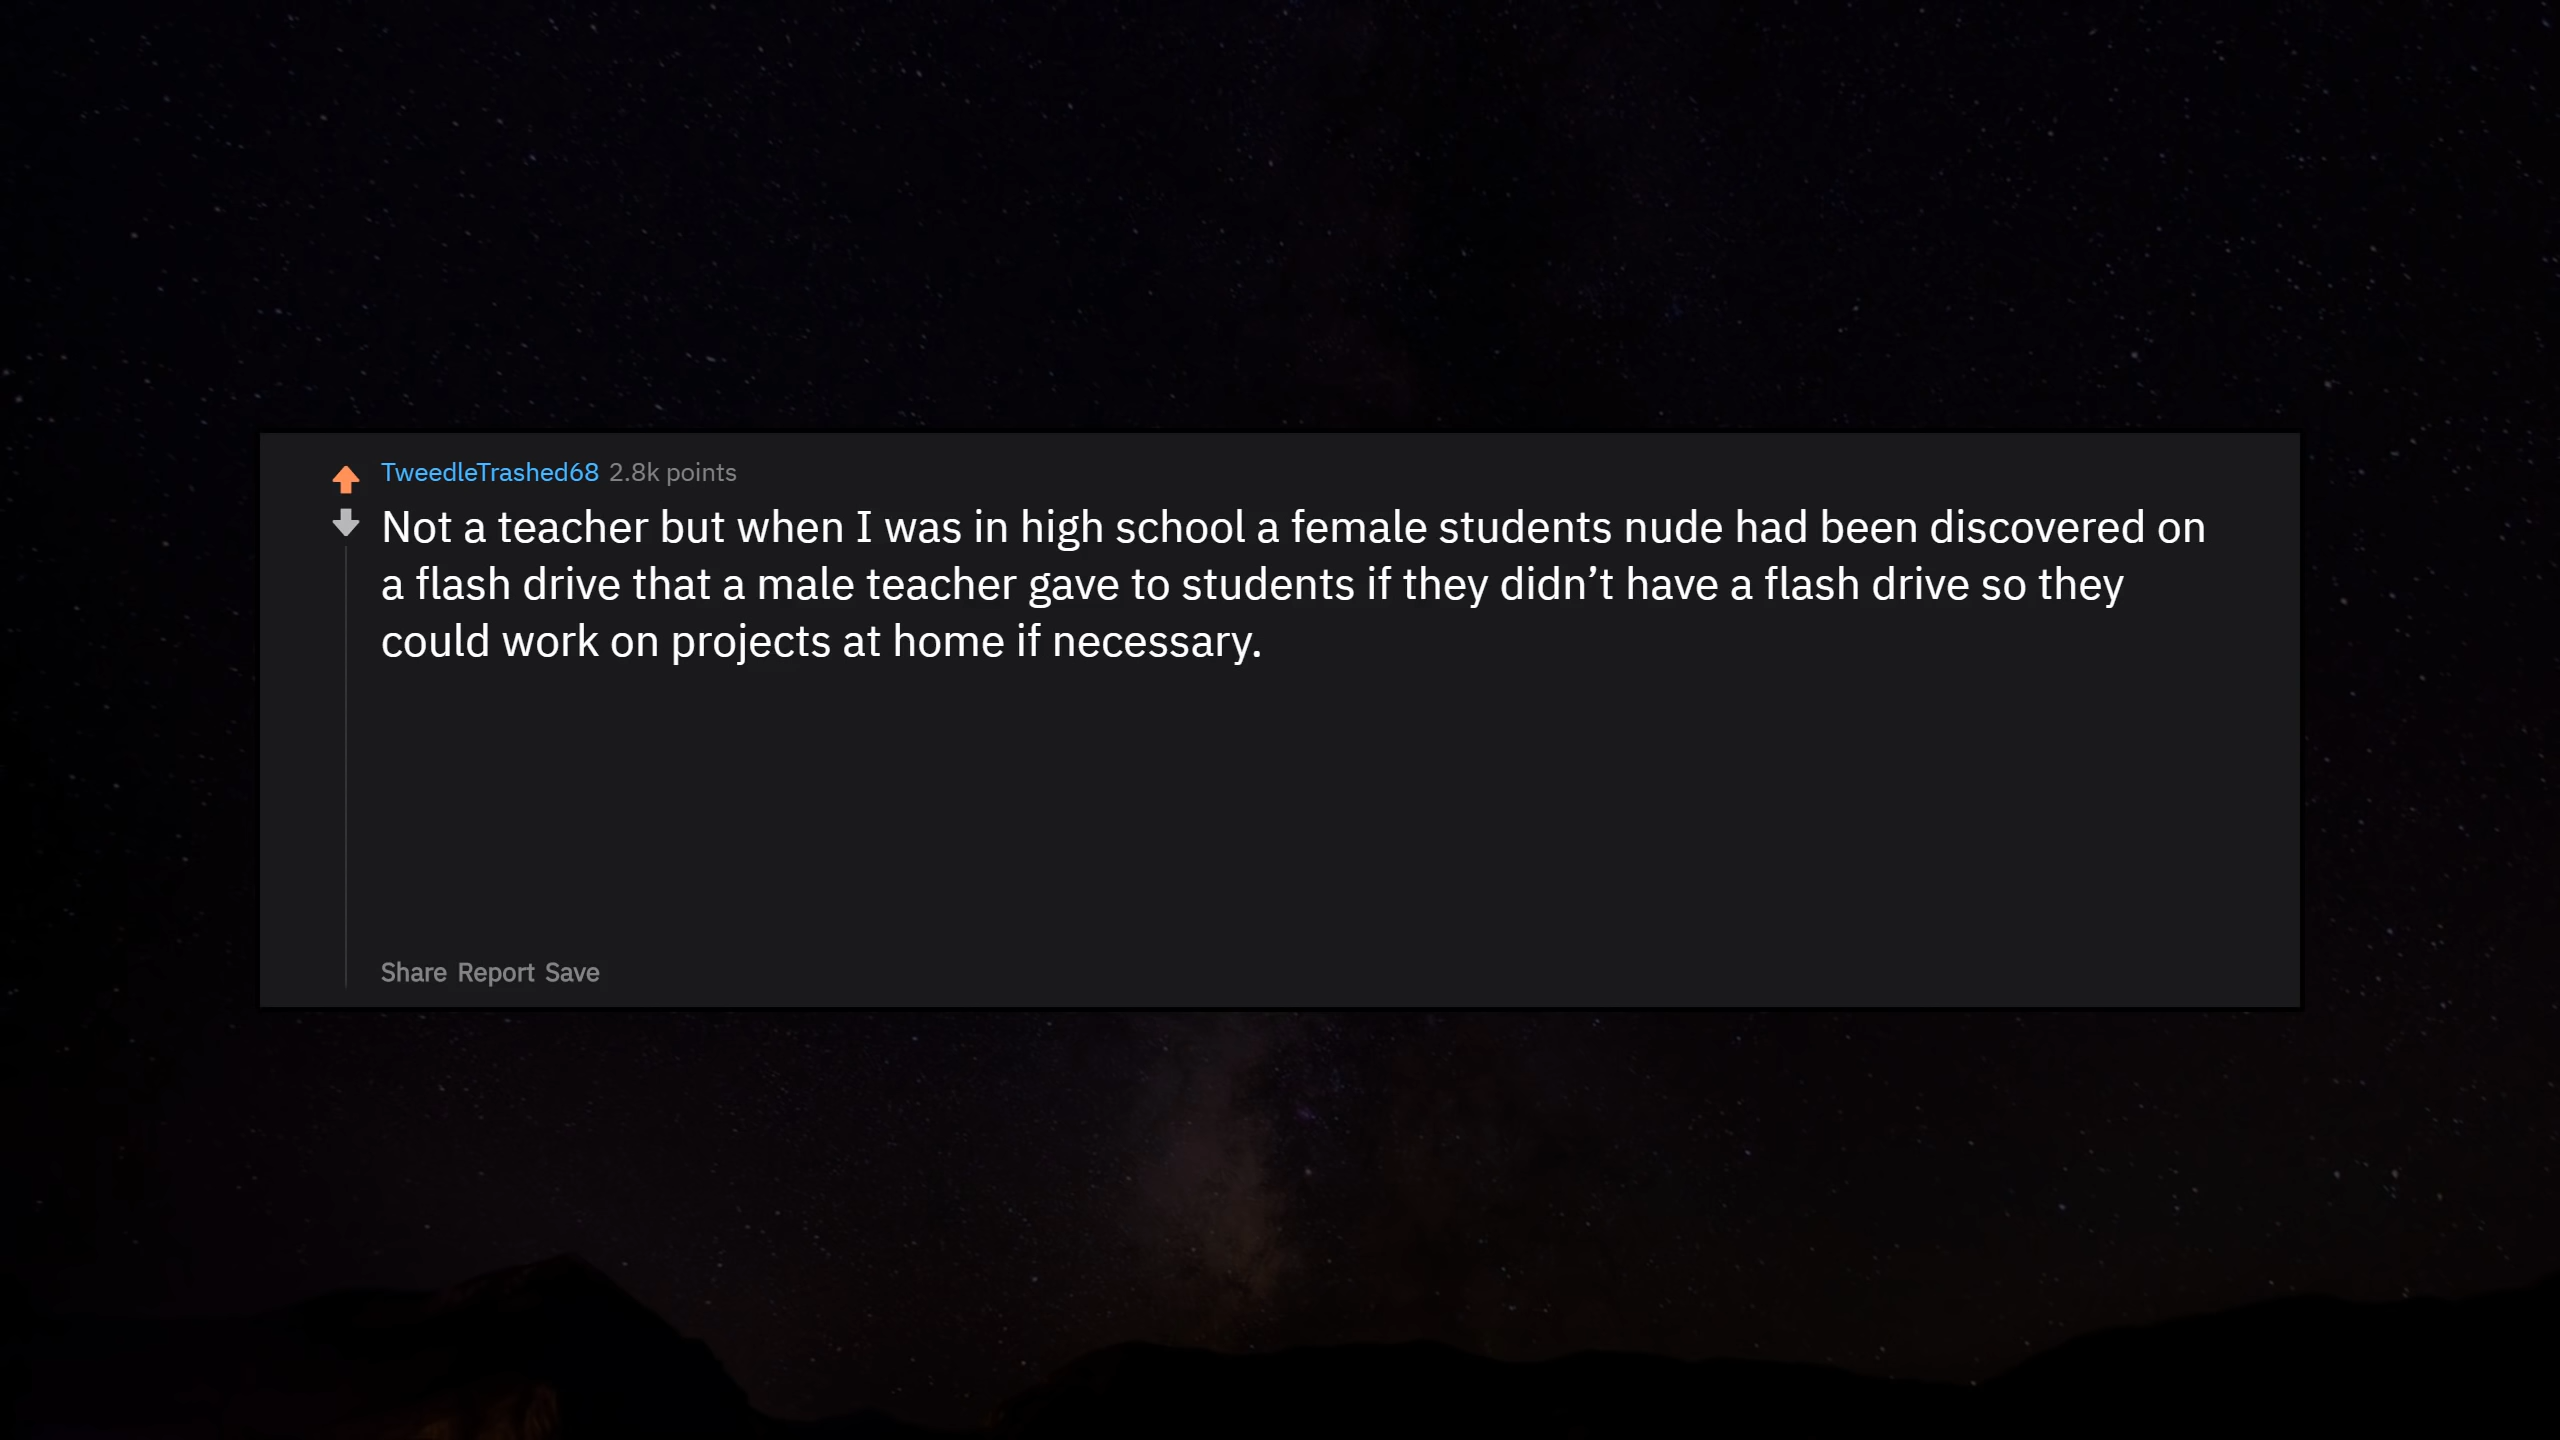 TweedleTrashed68 2.8k points
Not a teacher but when I was in high school a female students nude had been discovered on
a flash drive that a male teacher gave to students if they didn’t have a flash drive so they
could work on projects at home if necessary.
Share Report Save